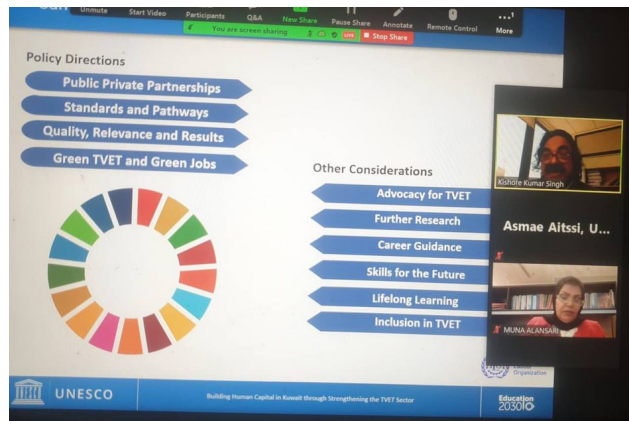 Unmute
Start Video
Participants
Q&A
New Share
Pause Share
Annotate
Remote Control
More
You are screen sharing
LIVE
Stop Share
Policy Directions
Public Private Partnerships
Standards and Pathways
Quality, Relevance and Results
Green TVET and Green Jobs
Other Considerations
Advocacy for TVET
Further Research
Career Guidance
Skills for the Future
Lifelong Learning
Inclusion in TVET
Kishore Kumar Singh
Asmae Aitssi, U...
MUNA ALANSARI
Organization
UNESCO
Building Human Capital in Kuwait through Strengthening the TVET Sector
Education
2030